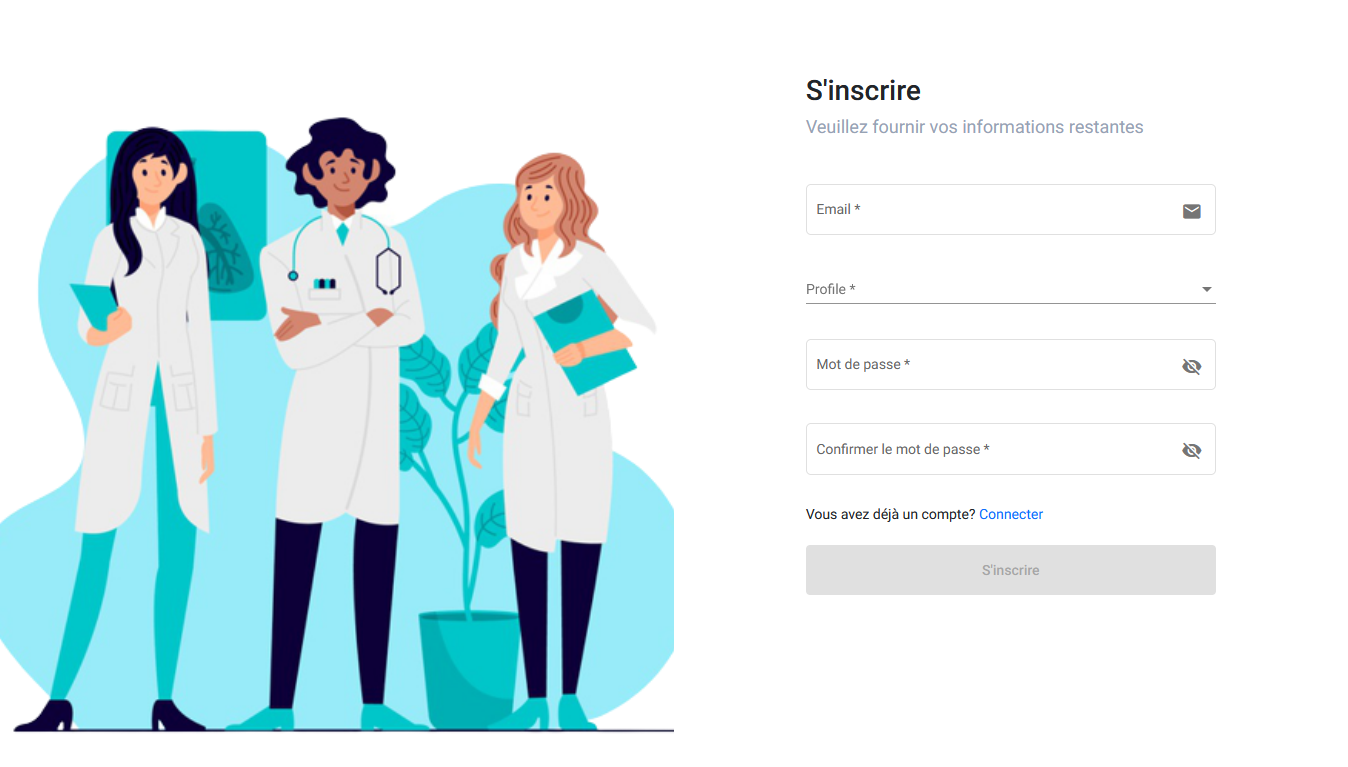 S'inscrire
Veuillez fournir vos informations restantes
Email *
Profile *
Mot de passe *
Confirmer le mot de passe *
Vous avez déjà un compte? Connecter
S'inscrire